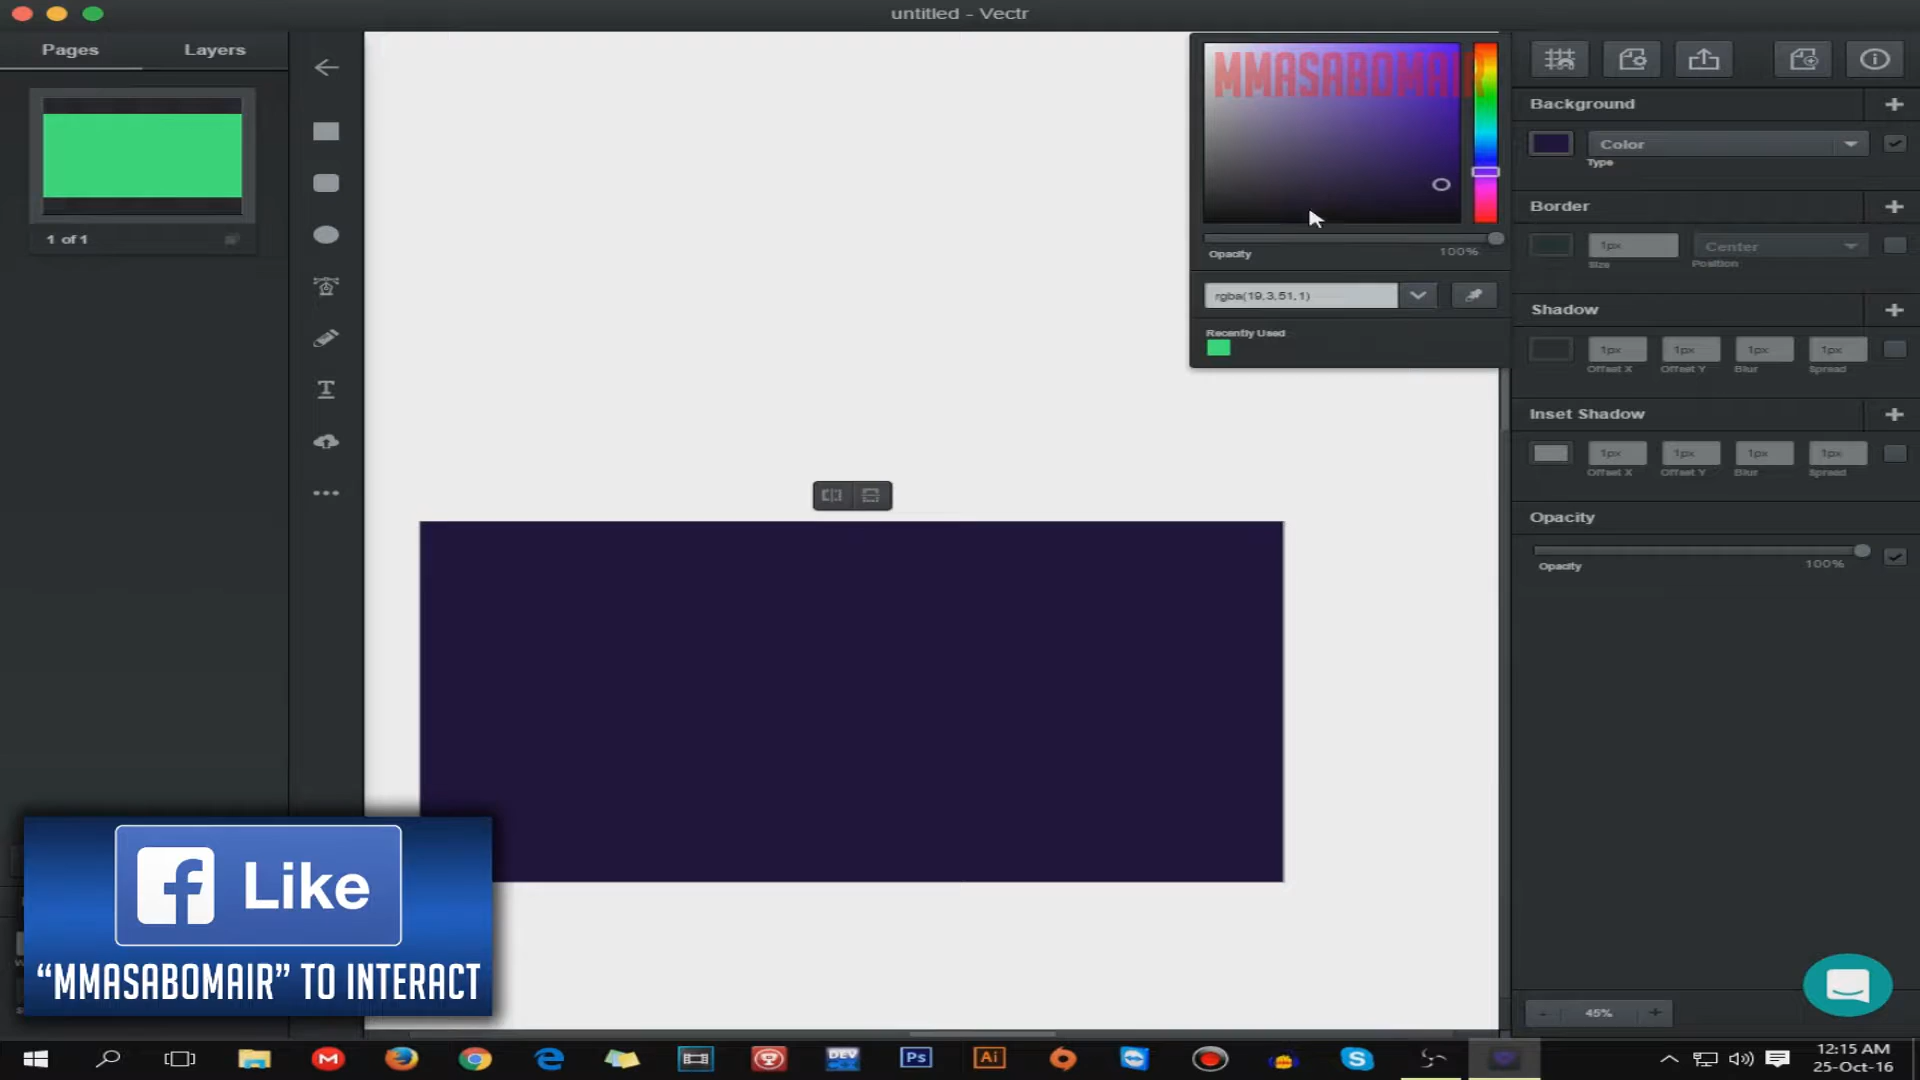 untitled - Vectr
Pages
Layers
1 of 1
MMASABOMAIR
Opacity
100%
rgba(19,3,51,1)
Recently Used
Background
Color
Type
Border
1px
Center
Size
Position
Shadow
1px
1px
1px
1px
Offset X
Offset Y
Blur
Spread
Inset Shadow
1px
1px
1px
1px
Offset X
Offset Y
Blur
Spread
Opacity
Opacity
100%
- 45% +
f Like
“MMASABOMAIR” TO INTERACT
DEV
Ps
Ai
12:15 AM
25-Oct-16